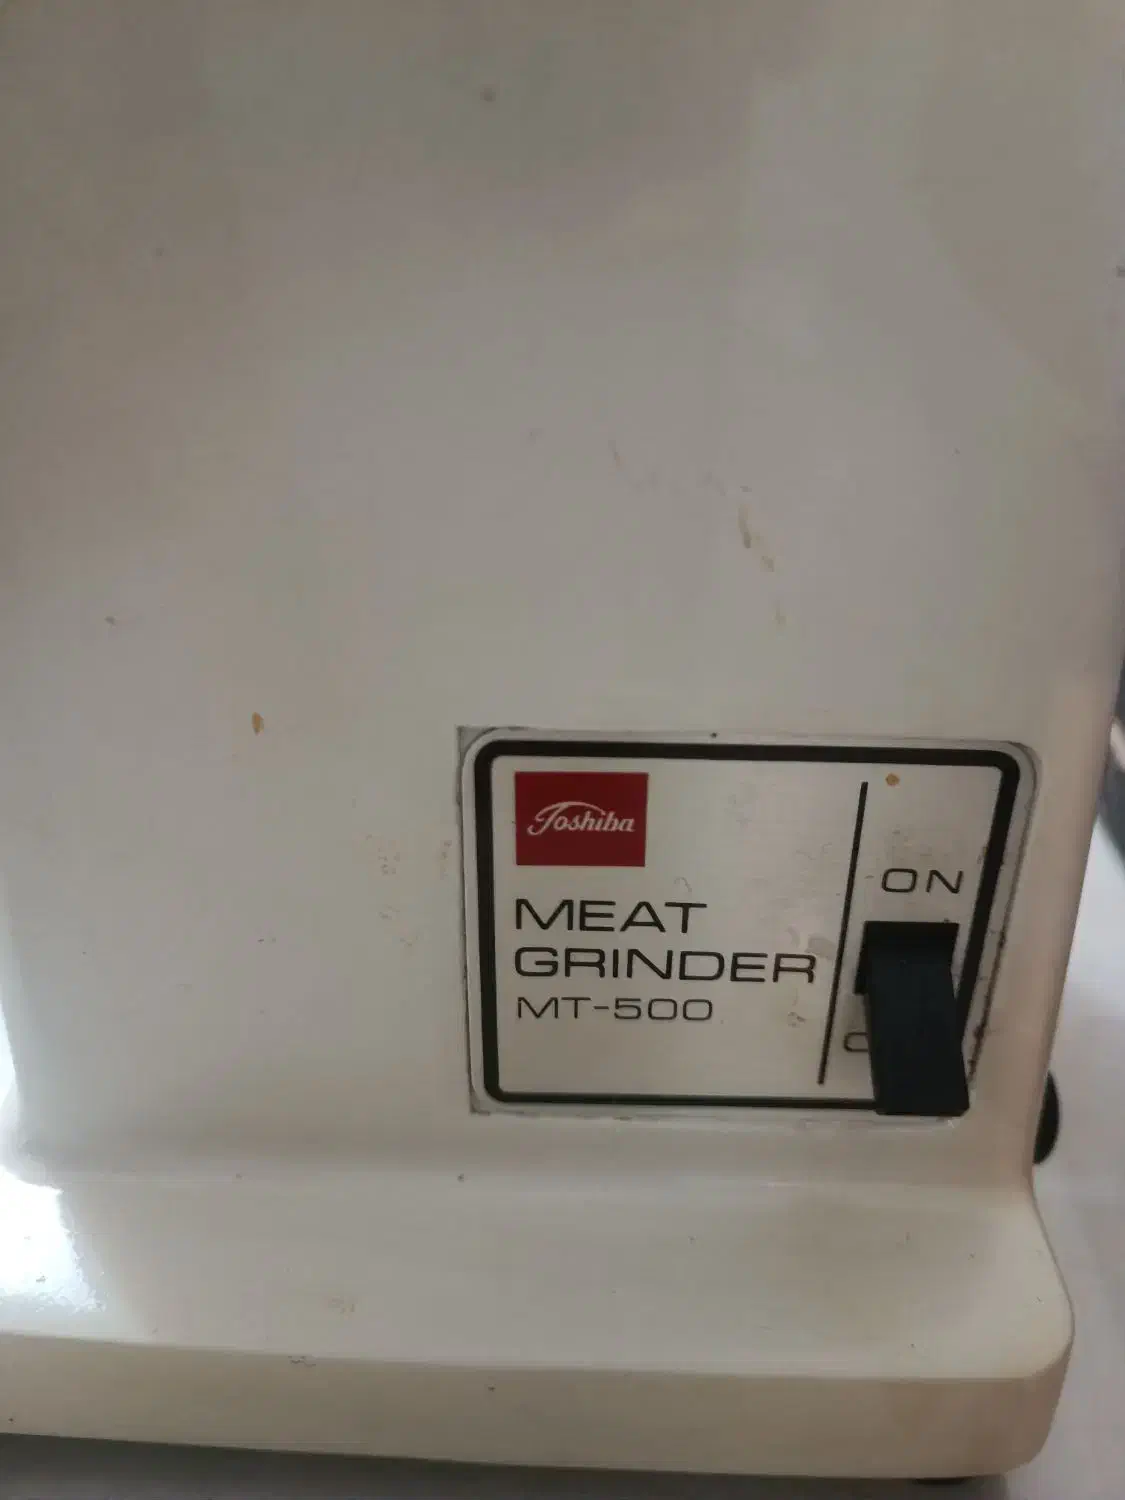 Toshiba
MEAT
GRINDER
MT-500
ON